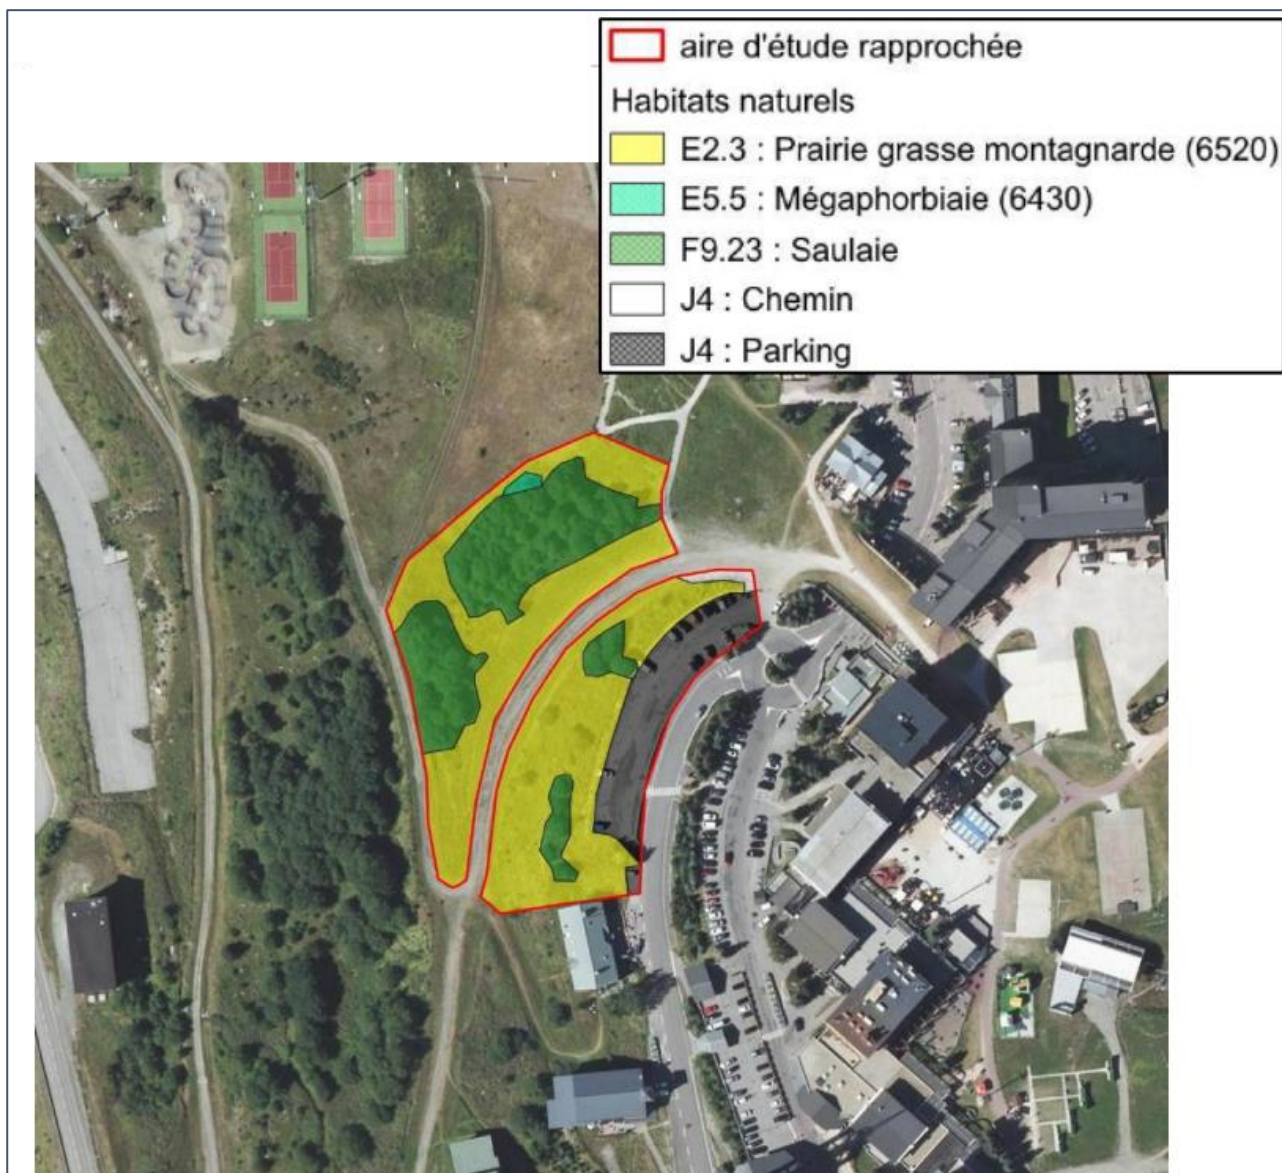 aire d'étude rapprochée
Habitats naturels
E2.3 : Prairie grasse montagnarde (6520)
E5.5 : Mégaphorbiaie (6430)
F9.23 : Saulaie
J4 : Chemin
J4 : Parking